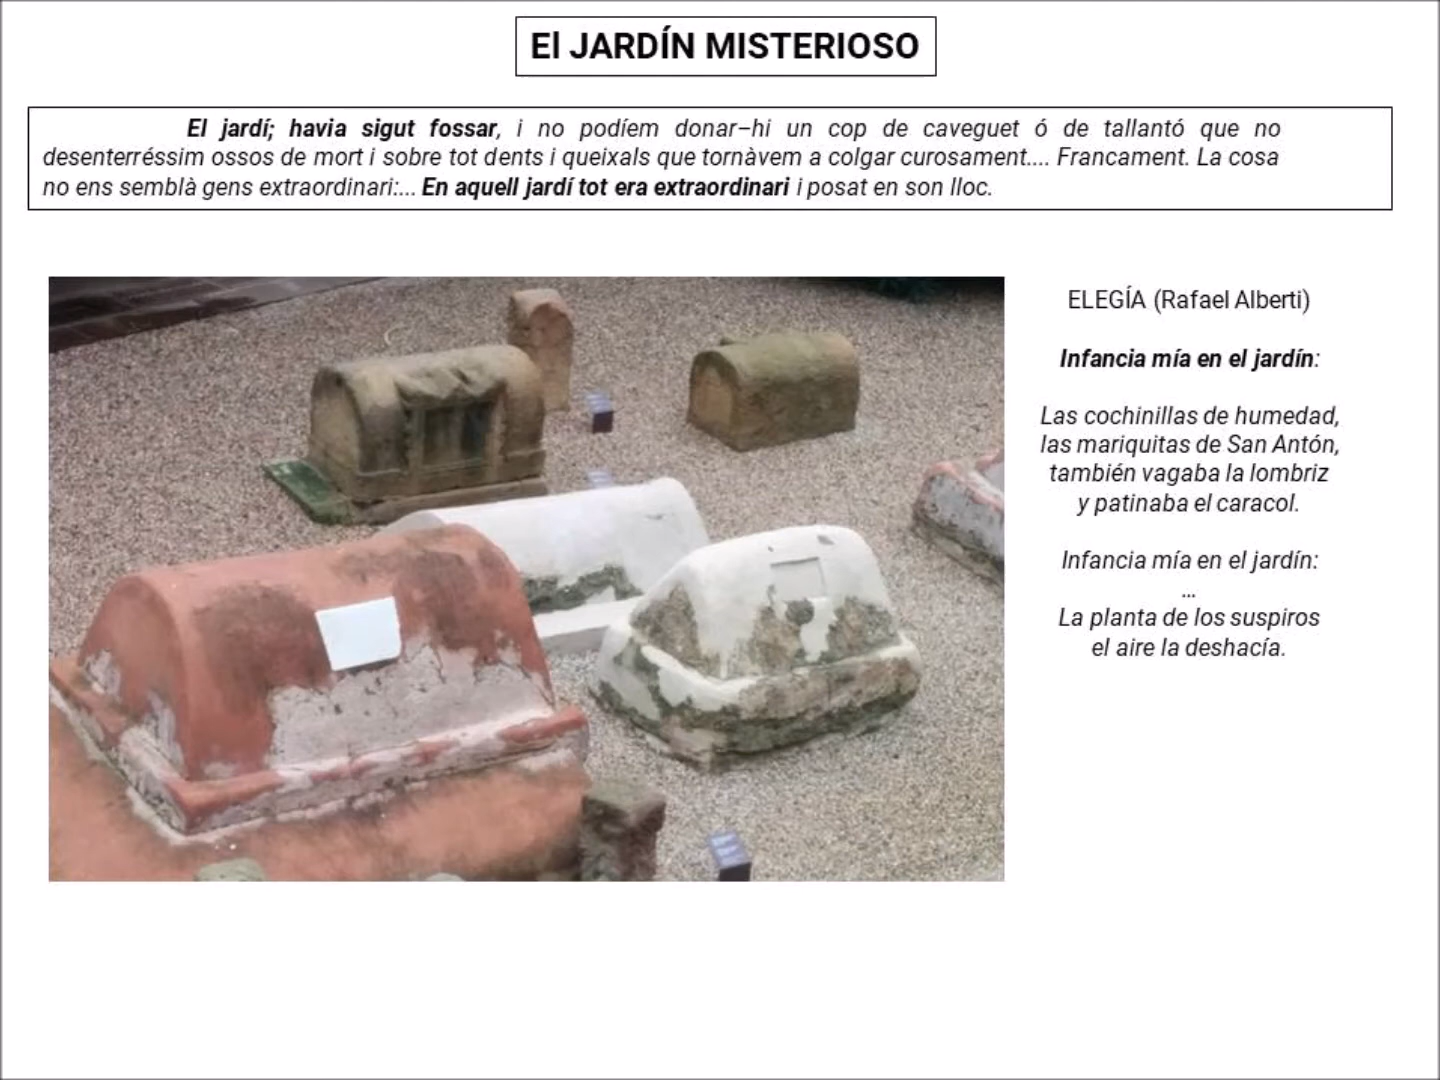 El JARDÍN MISTERIOSO
El jardí; havia sigut fossar, i no podíem donar–hi un cop de caveguet ó de tallantó que no
desenterréssim ossos de mort i sobre tot dents i queixals que tornàvem a colgar curosament.... Francament. La cosa
no ens semblà gens extraordinari:... En aquell jardí tot era extraordinari i posat en son lloc.
ELEGÍA (Rafael Alberti)
Infancia mía en el jardín:
Las cochinillas de humedad,
las mariquitas de San Antón,
también vagaba la lombriz
y patinaba el caracol.
Infancia mía en el jardín:
...
La planta de los suspiros
el aire la deshacía.